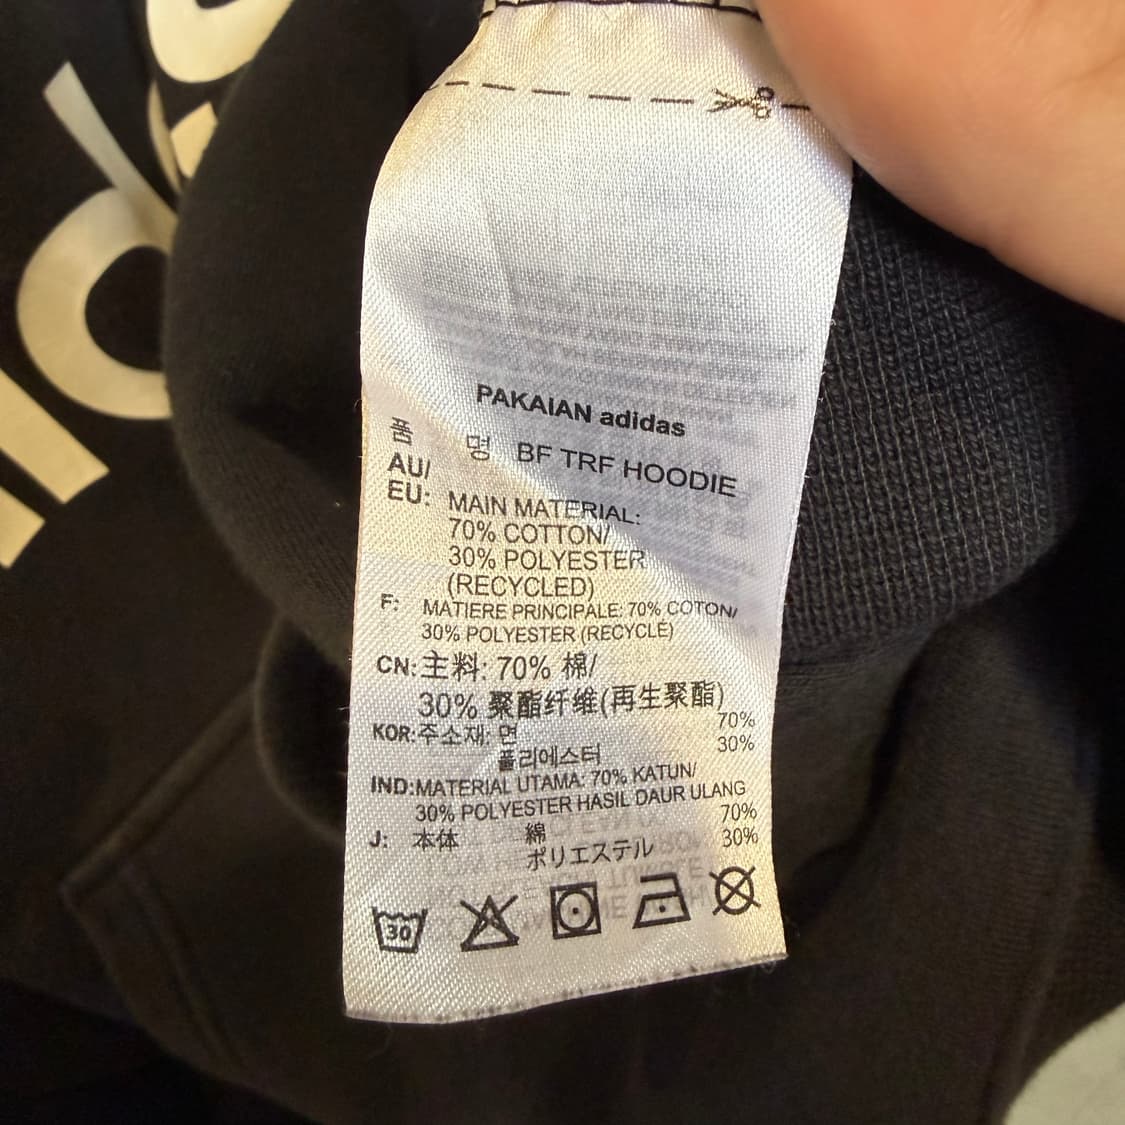 PAKAIAN adidas
품 명 BF TRF HOODIE
AU/
EU: MAIN MATERIAL:
70% COTTON/
30% POLYESTER
(RECYCLED)
F: MATIERE PRINCIPALE: 70% COTON/
30% POLYESTER (RECYCLÉ)
CN: 主料: 70% 棉/
30% 聚酯纤维(再生聚酯)
KOR: 주소재: 면 70%
폴리에스터 30%
IND: MATERIAL UTAMA: 70% KATUN/
30% POLYESTER HASIL DAUR ULANG
J: 本体 綿 70%
ポリエステル 30%
30